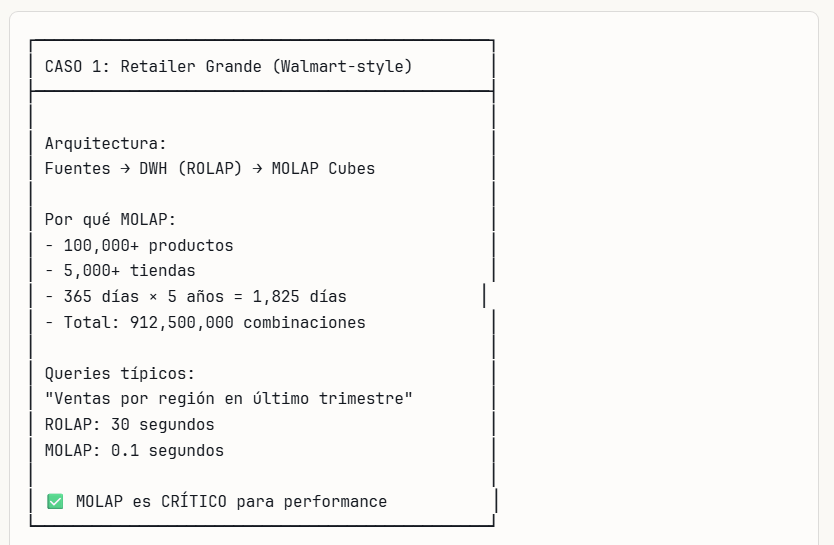 CASO 1: Retailer Grande (Walmart-style)
Arquitectura:
Fuentes → DWH (ROLAP) → MOLAP Cubes
Por qué MOLAP:
- 100,000+ productos
- 5,000+ tiendas
- 365 días × 5 años = 1,825 días
- Total: 912,500,000 combinaciones
Queries típicos:
"Ventas por región en último trimestre"
ROLAP: 30 segundos
MOLAP: 0.1 segundos
✅ MOLAP es CRÍTICO para performance